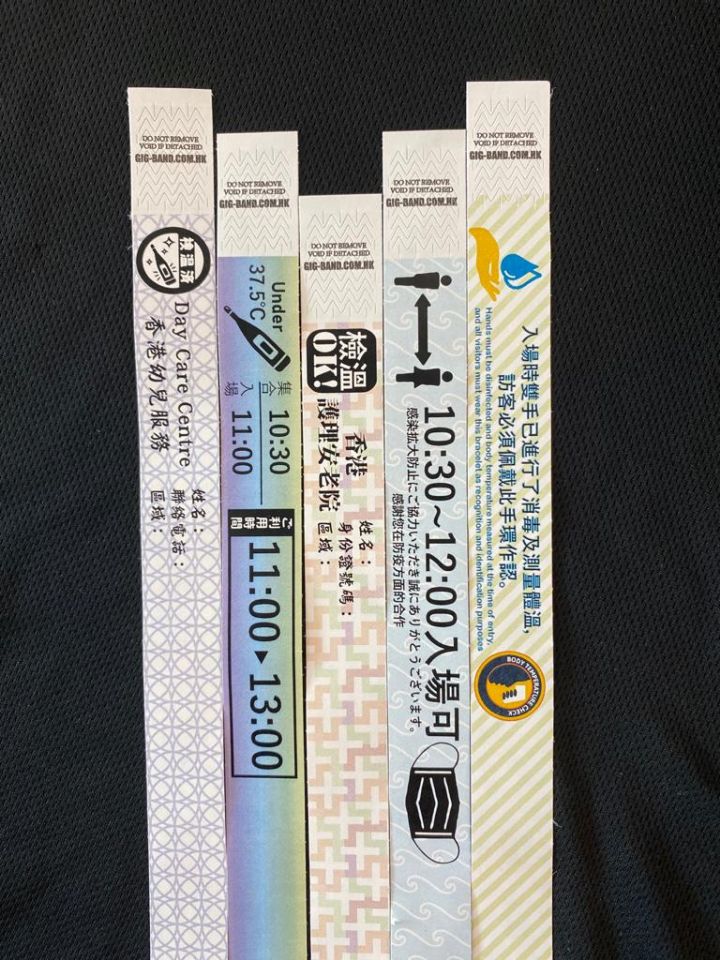 DO NOT REMOVE
VOID IF DETACHED
GIG-BAND.COM.HK
検温済
Day Care Centre
香港幼兒服務
姓名：
聯絡電話：
區域：
DO NOT REMOVE
VOID IF DETACHED
GIG-BAND.COM.HK
Under
37.5°C
集合 10:30
入場 11:00
ご利用時間
11:00▶13:00
DO NOT REMOVE
VOID IF DETACHED
GIG-BAND.COM.HK
檢溫
OK!
香港
護理安老院
姓名：
身份證號碼：
區域：
DO NOT REMOVE
VOID IF DETACHED
GIG-BAND.COM.HK
10:30~12:00入場可
感染拡大防止にご協力いただき誠にありがとうございます。
感謝您在防疫方面的合作
DO NOT REMOVE
VOID IF DETACHED
GIG-BAND.COM.HK
入場時雙手已進行了消毒及測量體溫,
訪客必須佩戴此手環作認。
Hands must be disinfected and body temperature measured at the time of entry,
and all visitors must wear this bracelet as recognition and identification purposes
BODY TEMPERATURE
CHECK